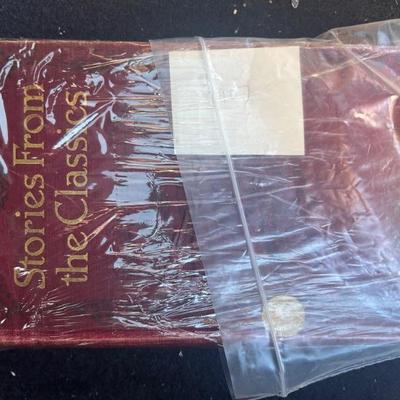 Stories From
the Classics